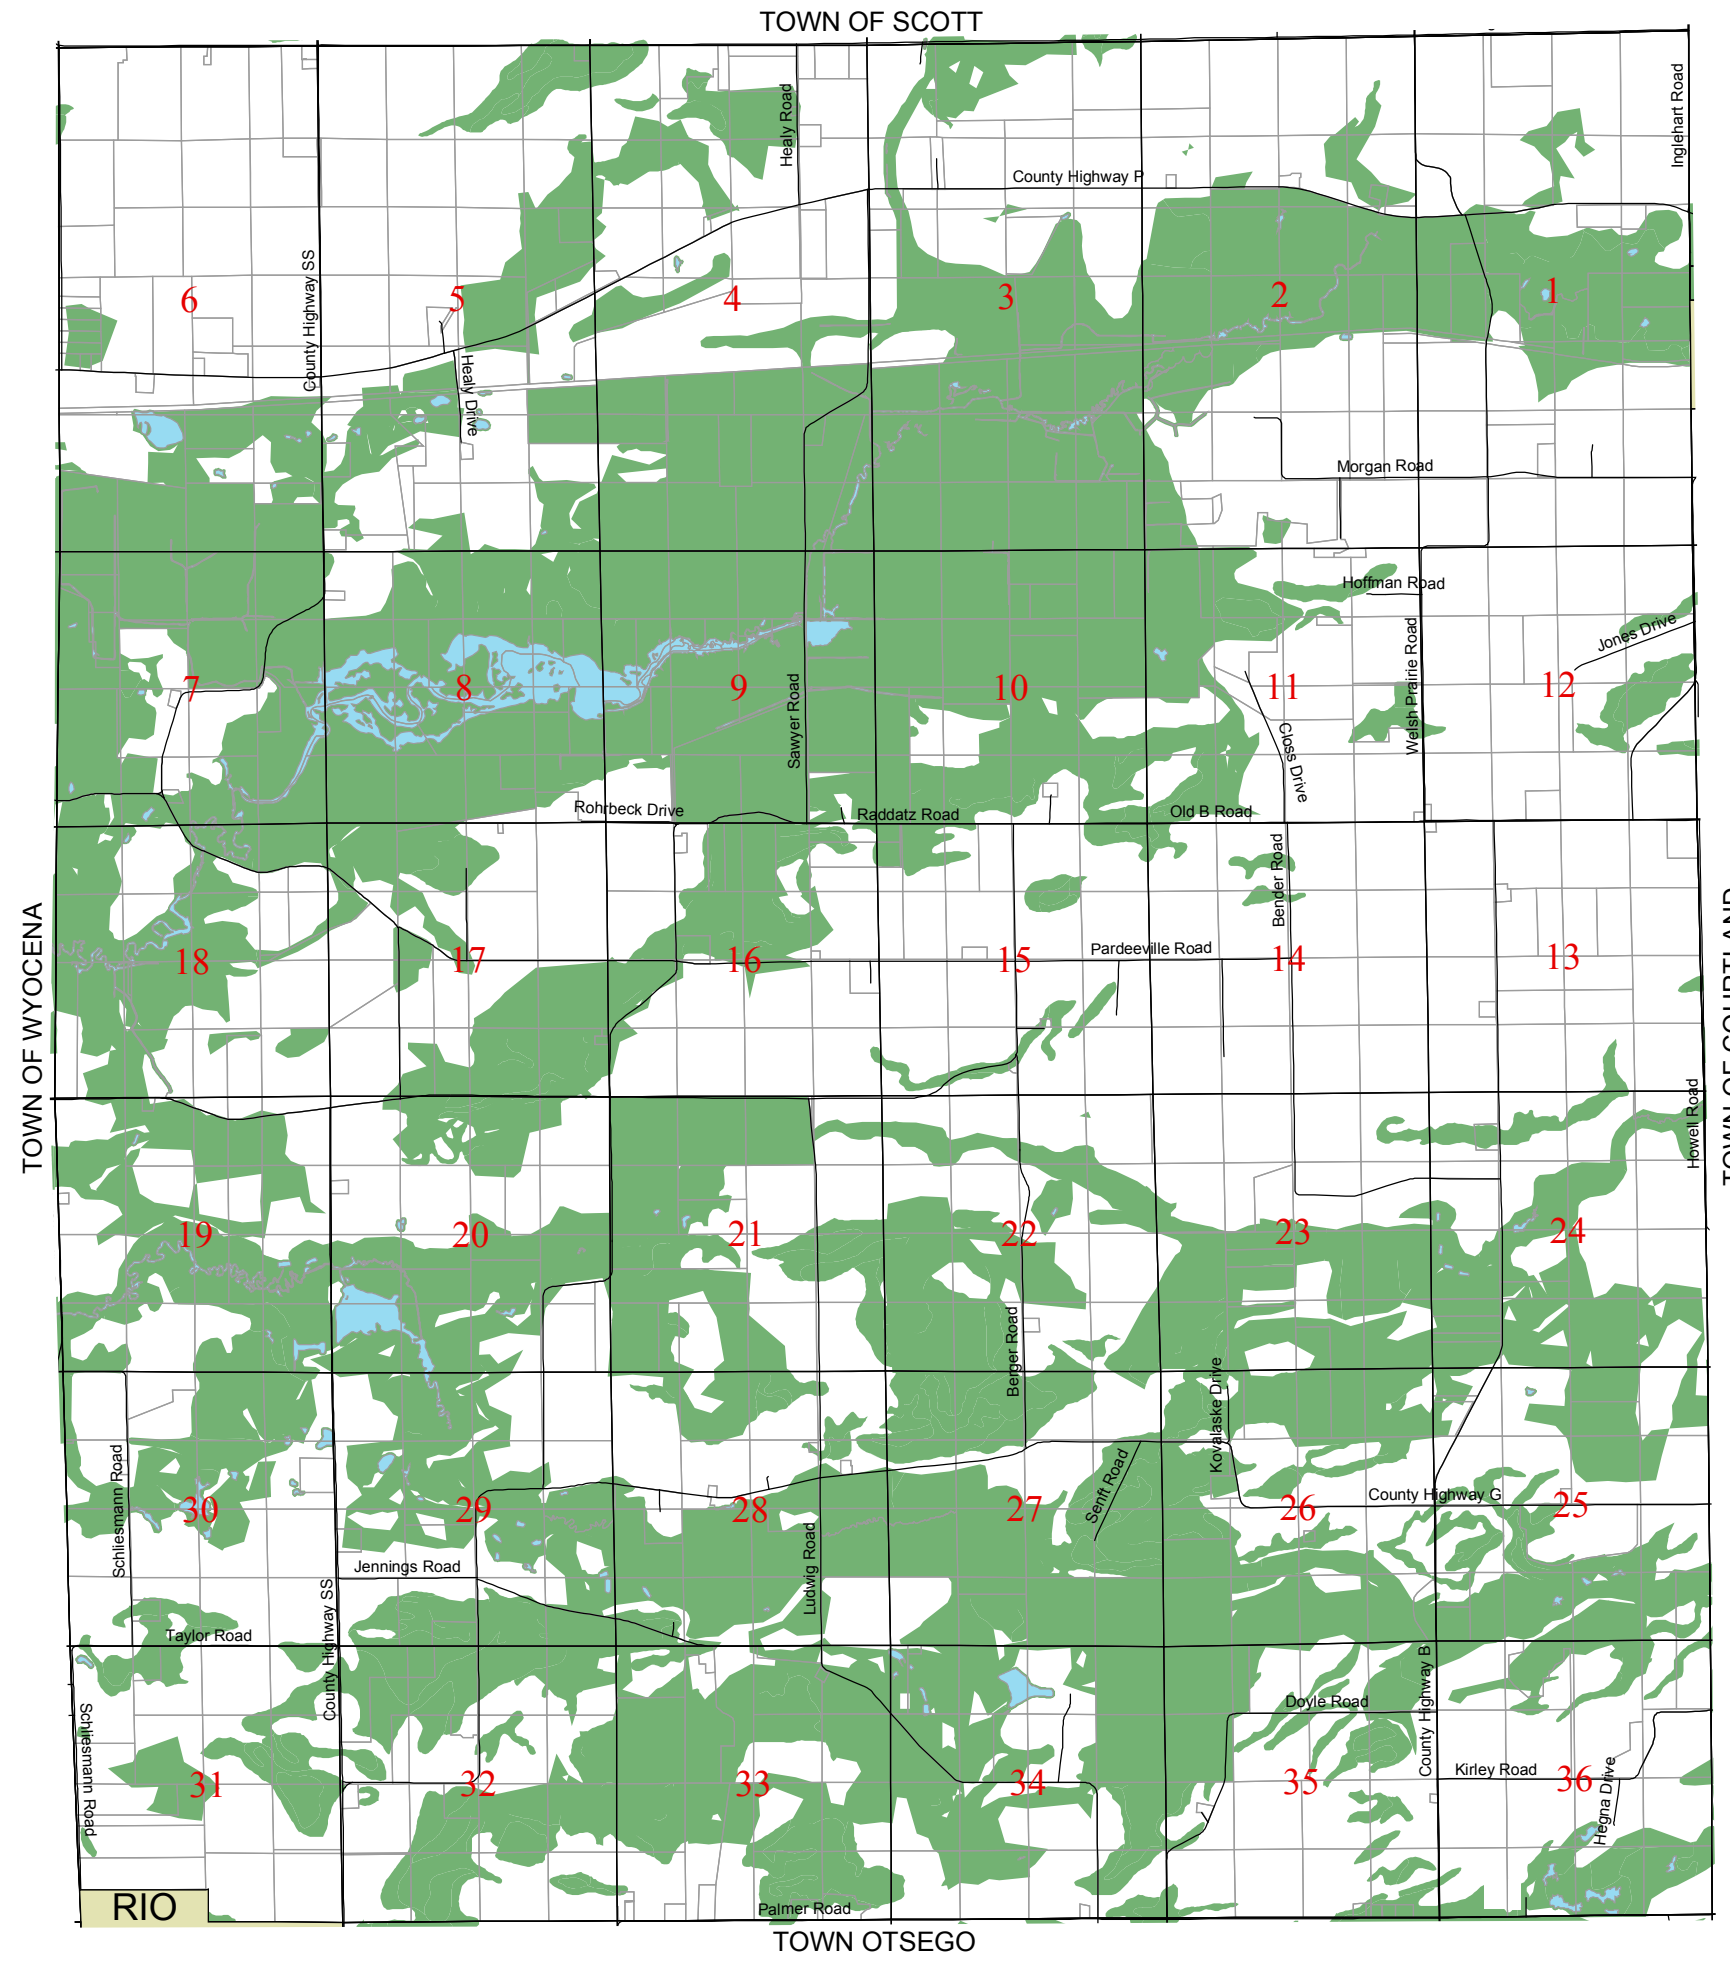 TOWN OF SCOTT
Healy Road
Inglehart Road
County Highway P
County Highway SS
6
5
4
3
2
1
Healy Drive
Morgan Road
Hoffman Road
Welsh Prairie Road
Jones Drive
7
8
9
10
11
12
Sawyer Road
Closs Drive
Rohrbeck Drive
Raddatz Road
Old B Road
Bender Road
TOWN OF WYOCENA
TOWN OF COURTLAND
Pardeeville Road
18
17
16
15
14
13
Howell Road
19
20
21
22
23
24
Berger Road
Kovalaske Drive
Schliesmann Road
Senft Road
County Highway G
30
29
28
27
26
25
Jennings Road
Ludwig Road
County Highway SS
Taylor Road
County Highway B
Doyle Road
Schliesmann Road
Kirley Road
Hegna Drive
31
32
33
34
35
36
RIO
Palmer Road
TOWN OTSEGO